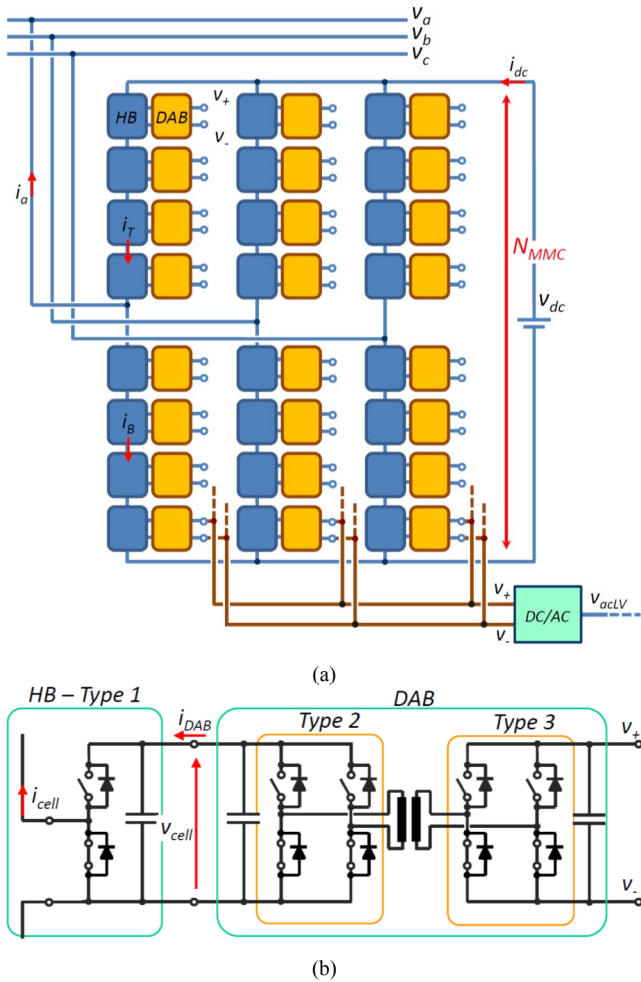 v_a
v_b
v_c
i_dc
v_+
HB DAB
v_-
i_a
i_T
N_MMC
v_dc
i_B
v_+
v_acLV
DC/AC
v_-
(a)
HB – Type 1
DAB
i_DAB
Type 2
Type 3
v_+
i_cell
v_cell
v_-
(b)